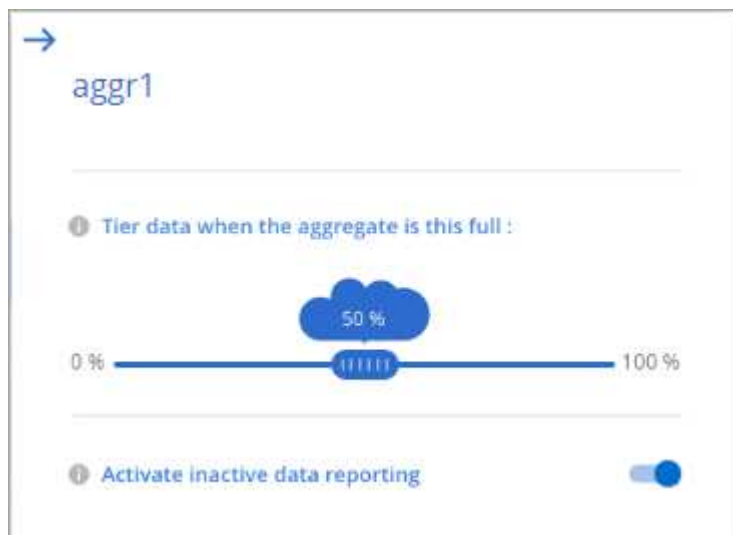 aggr1
Tier data when the aggregate is this full :
50 %
0 %
100 %
Activate inactive data reporting